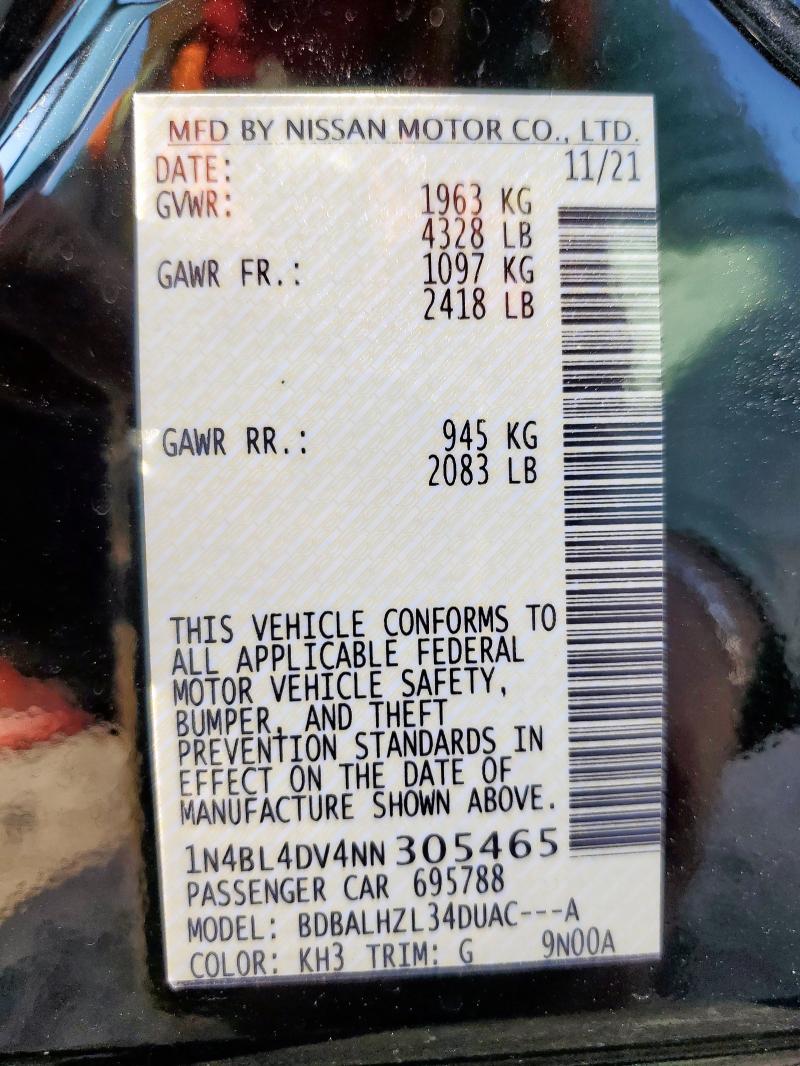 MFD BY NISSAN MOTOR CO., LTD.
DATE: 11/21
GVWR: 1963 KG
4328 LB
GAWR FR.: 1097 KG
2418 LB
GAWR RR.: 945 KG
2083 LB
THIS VEHICLE CONFORMS TO
ALL APPLICABLE FEDERAL
MOTOR VEHICLE SAFETY,
BUMPER, AND THEFT
PREVENTION STANDARDS IN
EFFECT ON THE DATE OF
MANUFACTURE SHOWN ABOVE.
1N4BL4DV4NN305465
PASSENGER CAR 695788
MODEL: BDBALHZL34DUAC---A
COLOR: KH3 TRIM: G 9N00A